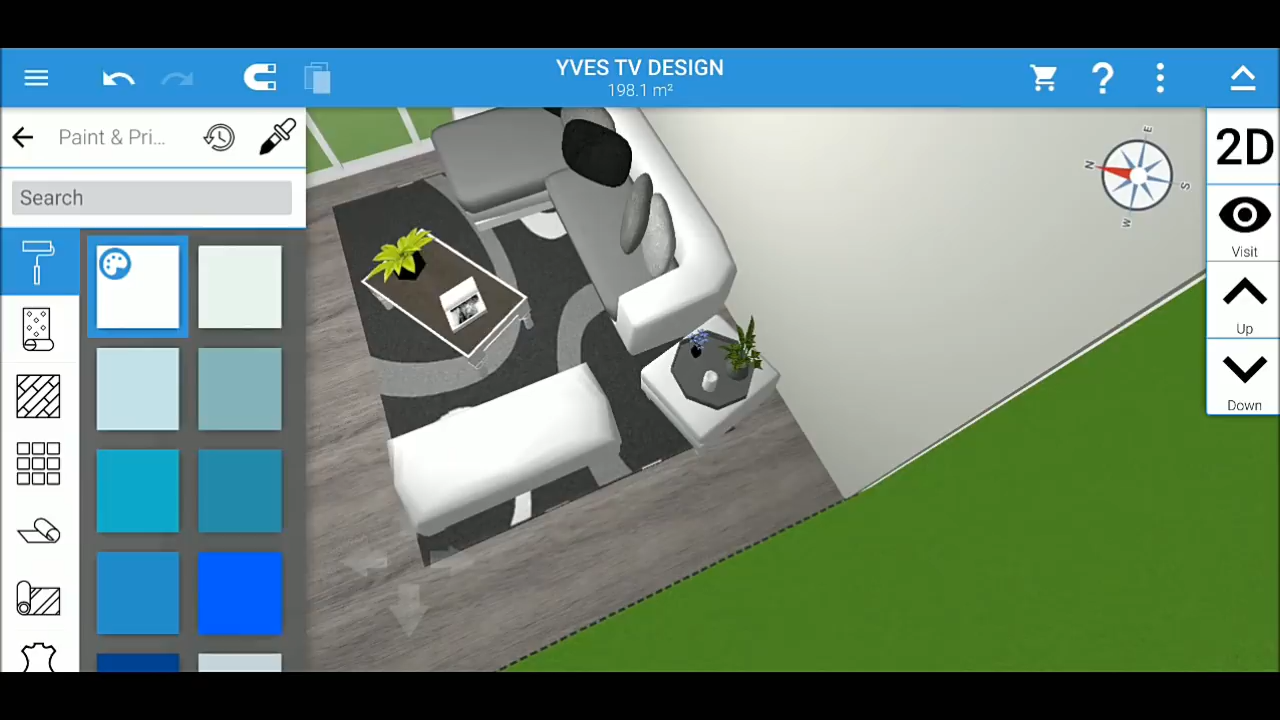 YVES TV DESIGN
198.1 m²
Paint & Pri...
Search
E
N
S
W
2D
Visit
Up
Down